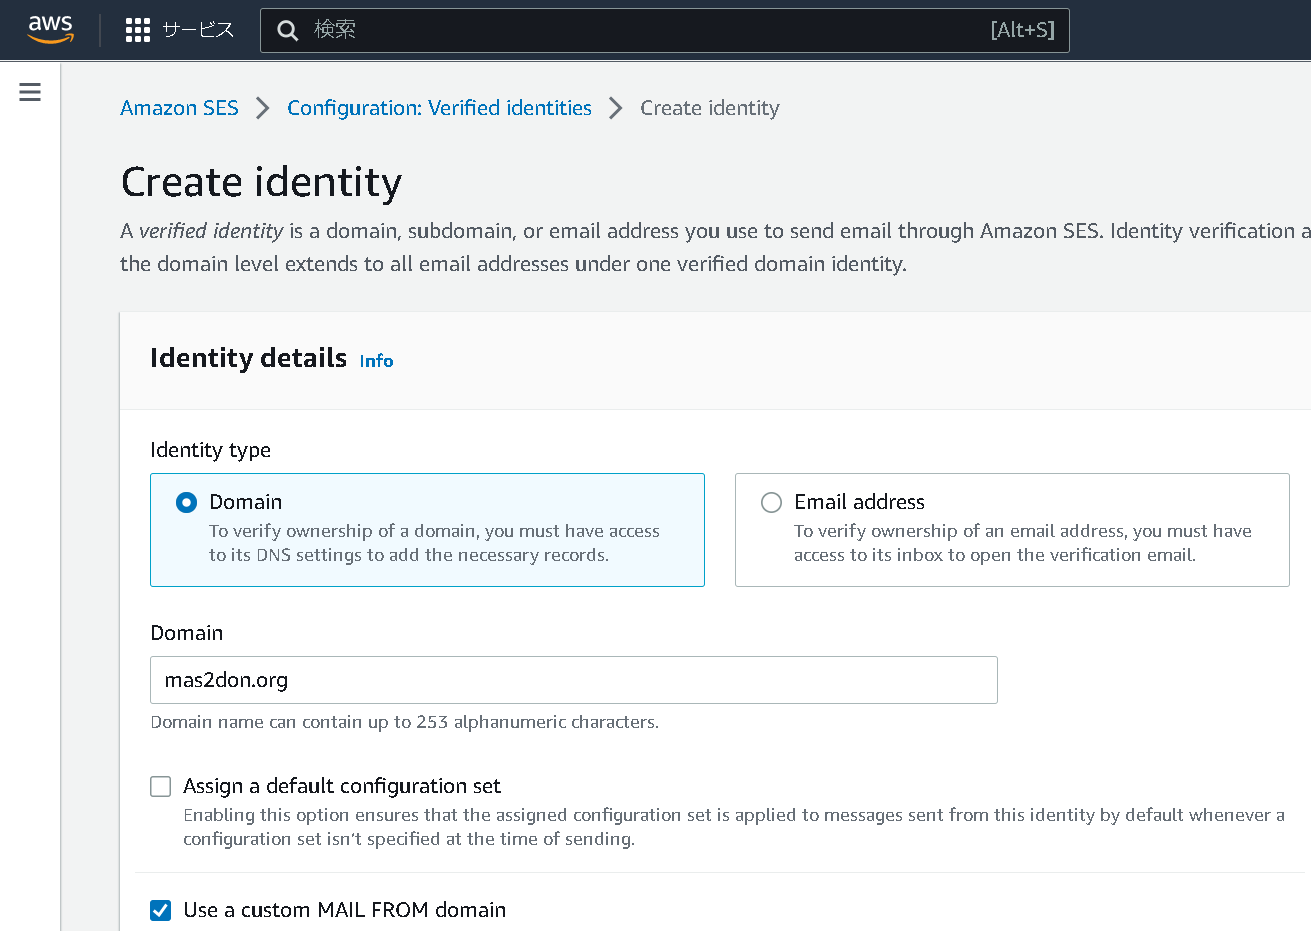 aws サービス 検索 [Alt+S]
Amazon SES Configuration: Verified identities Create identity
Create identity
A verified identity is a domain, subdomain, or email address you use to send email through Amazon SES. Identity verification a
the domain level extends to all email addresses under one verified domain identity.
Identity details Info
Identity type
Domain
To verify ownership of a domain, you must have access
to its DNS settings to add the necessary records.
Email address
To verify ownership of an email address, you must have
access to its inbox to open the verification email.
Domain
mas2don.org
Domain name can contain up to 253 alphanumeric characters.
Assign a default configuration set
Enabling this option ensures that the assigned configuration set is applied to messages sent from this identity by default whenever a
configuration set isn't specified at the time of sending.
Use a custom MAIL FROM domain